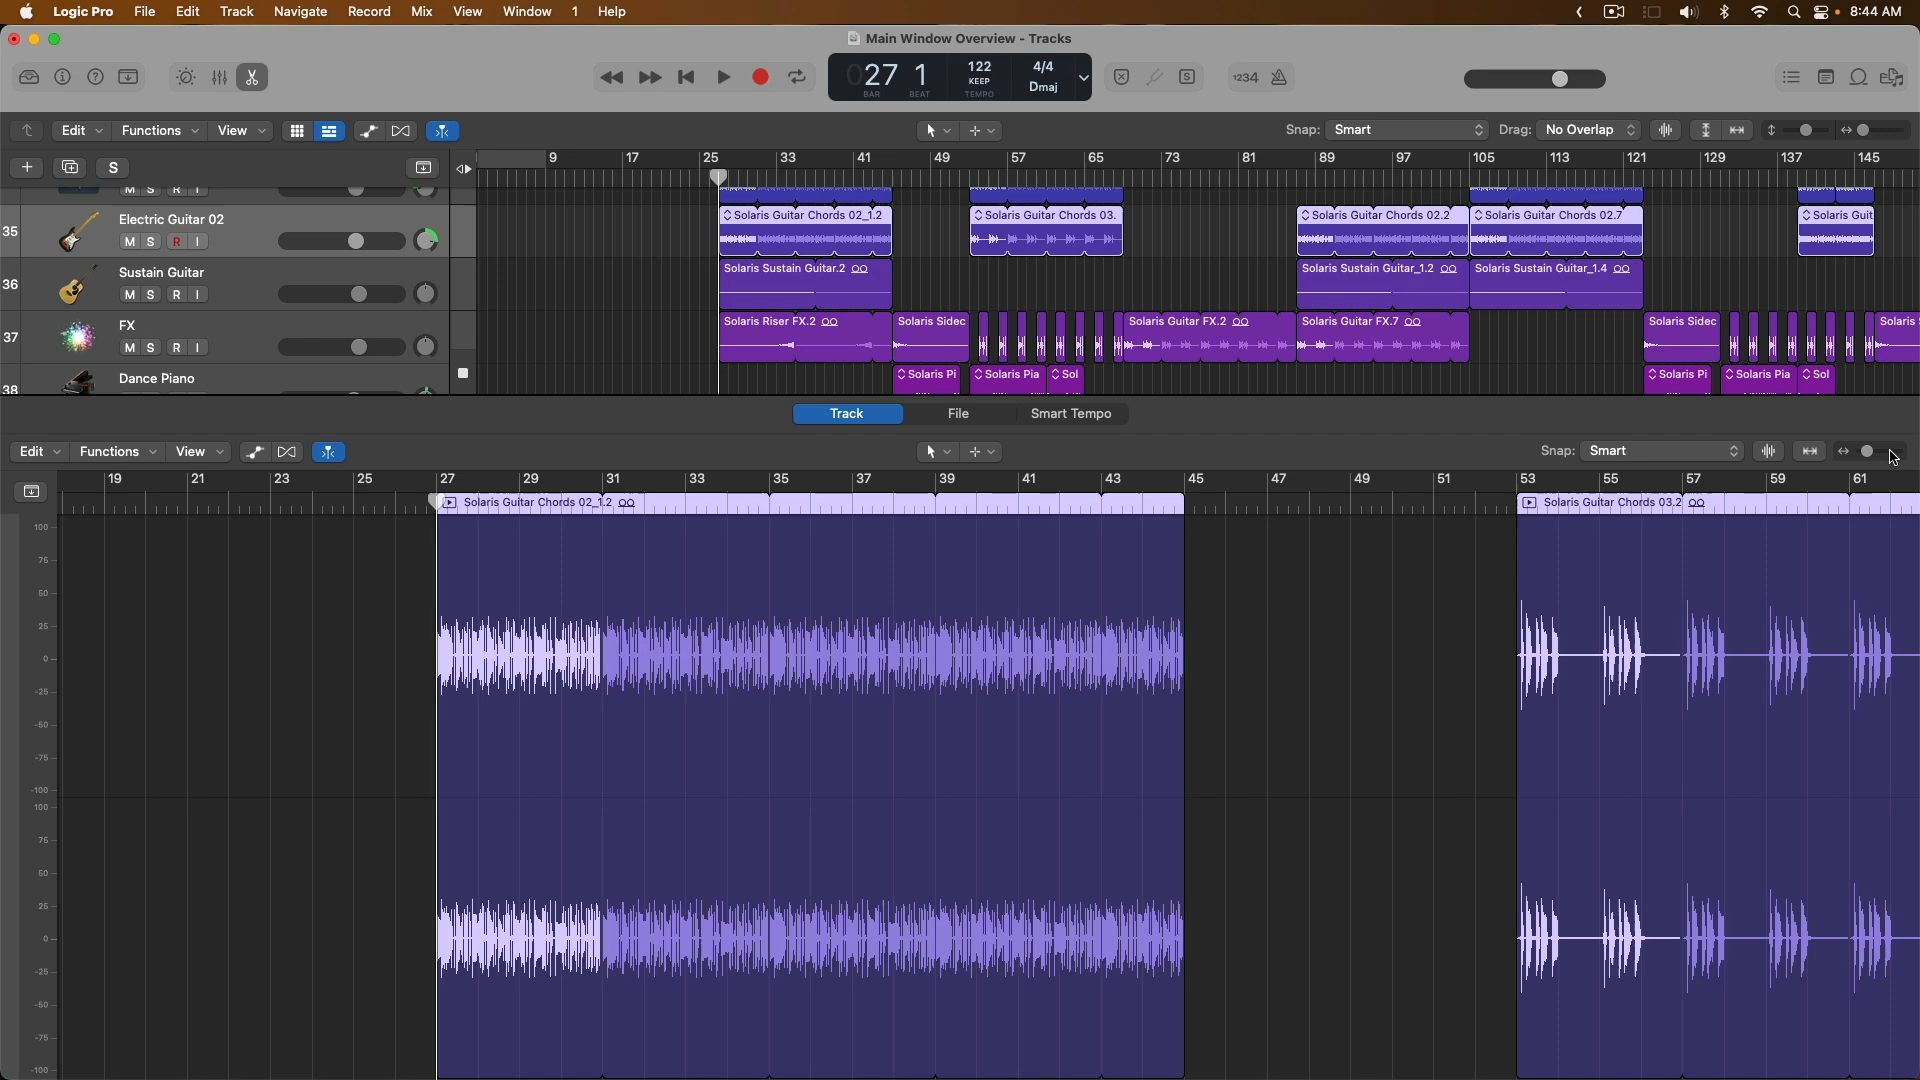 Logic Pro File Edit Track Navigate Record Mix View Window 1 Help 8:44 AM
Main Window Overview - Tracks
27 1 122 KEEP TEMPO 4/4 Dmaj
BAR BEAT
S 1234
Edit Functions View Snap: Smart Drag: No Overlap
S 9 17 25 33 41 49 57 65 73 81 89 97 105 113 121 129 137 145
M S R I
35 Electric Guitar 02 Solaris Guitar Chords 02_1.2 Solaris Guitar Chords 03. Solaris Guitar Chords 02.2 Solaris Guitar Chords 02.7 Solaris Guit
M S R I
36 Sustain Guitar Solaris Sustain Guitar.2 Solaris Sustain Guitar_1.2 Solaris Sustain Guitar_1.4
M S R I
37 FX Solaris Riser FX.2 Solaris Sidec Solaris Guitar FX.2 Solaris Guitar FX.7 Solaris Sidec Solaris
M S R I
38 Dance Piano Solaris Pi Solaris Pia Sol Solaris Pi Solaris Pia Sol
Track File Smart Tempo
Edit Functions View Snap: Smart
19 21 23 25 27 29 31 33 35 37 39 41 43 45 47 49 51 53 55 57 59 61
Solaris Guitar Chords 02_1.2 Solaris Guitar Chords 03.2
100
75
50
25
0
-25
-50
-75
-100
100
75
50
25
0
-25
-50
-75
-100